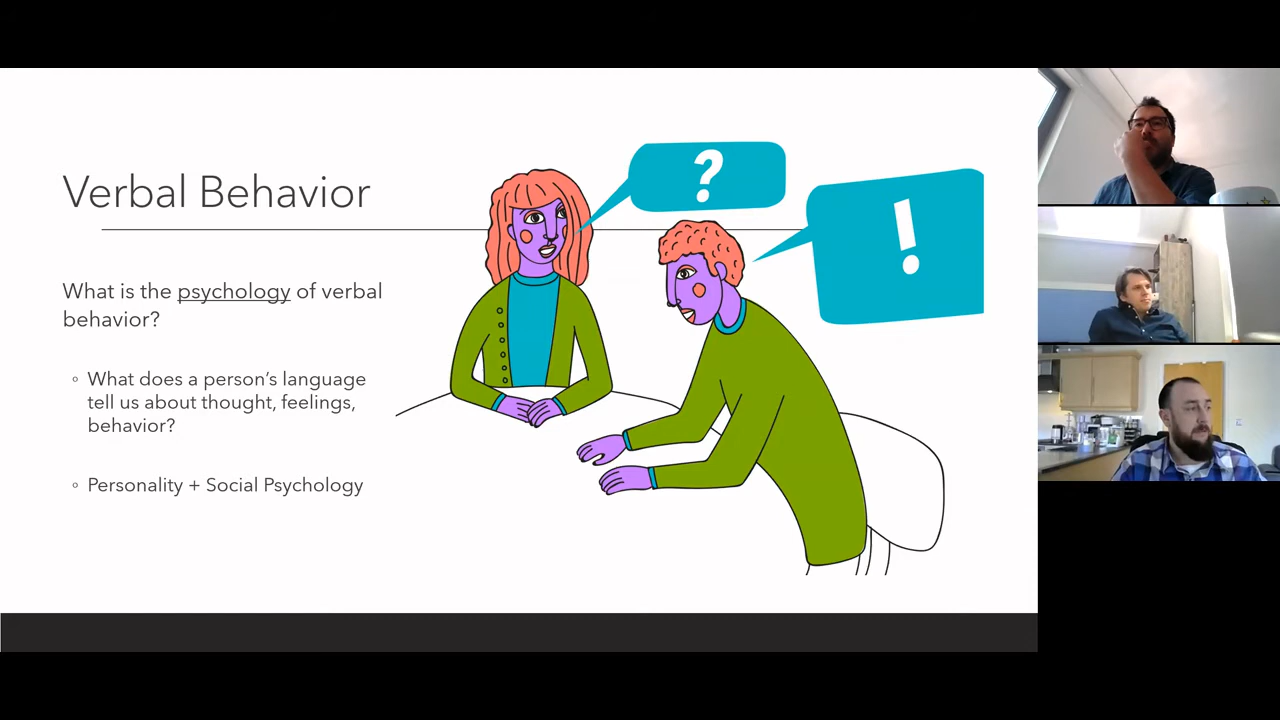 Verbal Behavior
?
!
What is the psychology of verbal
behavior?
◦ What does a person's language
tell us about thought, feelings,
behavior?
◦ Personality + Social Psychology